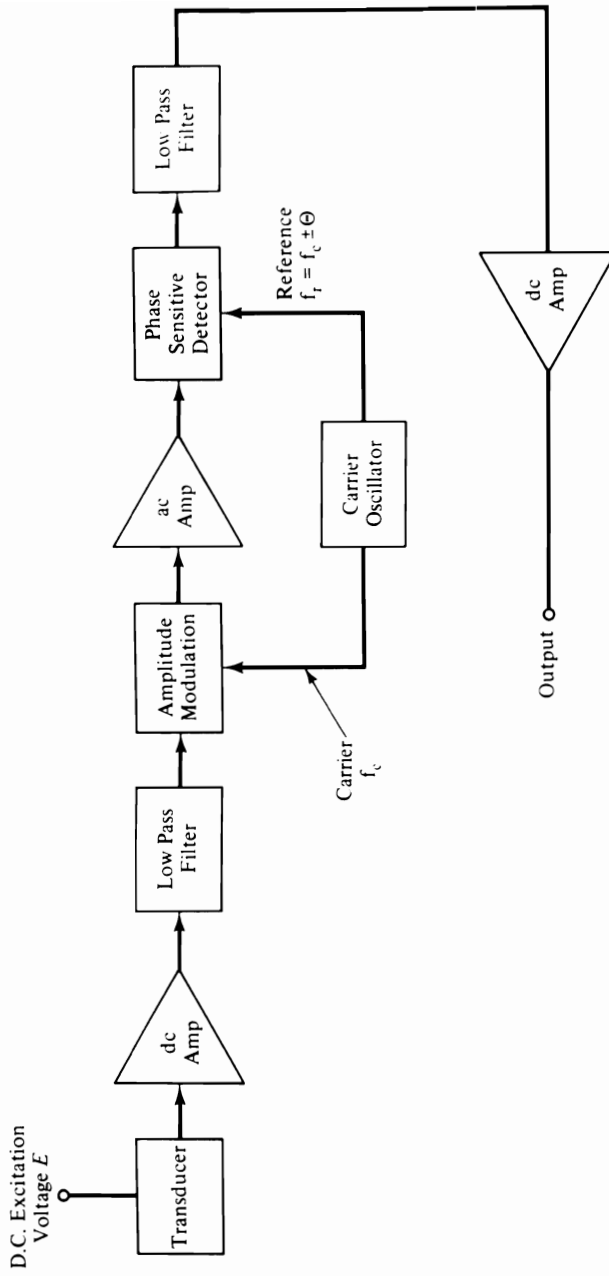 D.C. Excitation
Voltage E
Transducer
dc
Amp
Low Pass
Filter
Amplitude
Modulation
ac
Amp
Phase
Sensitive
Detector
Low Pass
Filter
Carrier
f_c
Carrier
Oscillator
Reference
f_r = f_c ± Θ
dc
Amp
Output